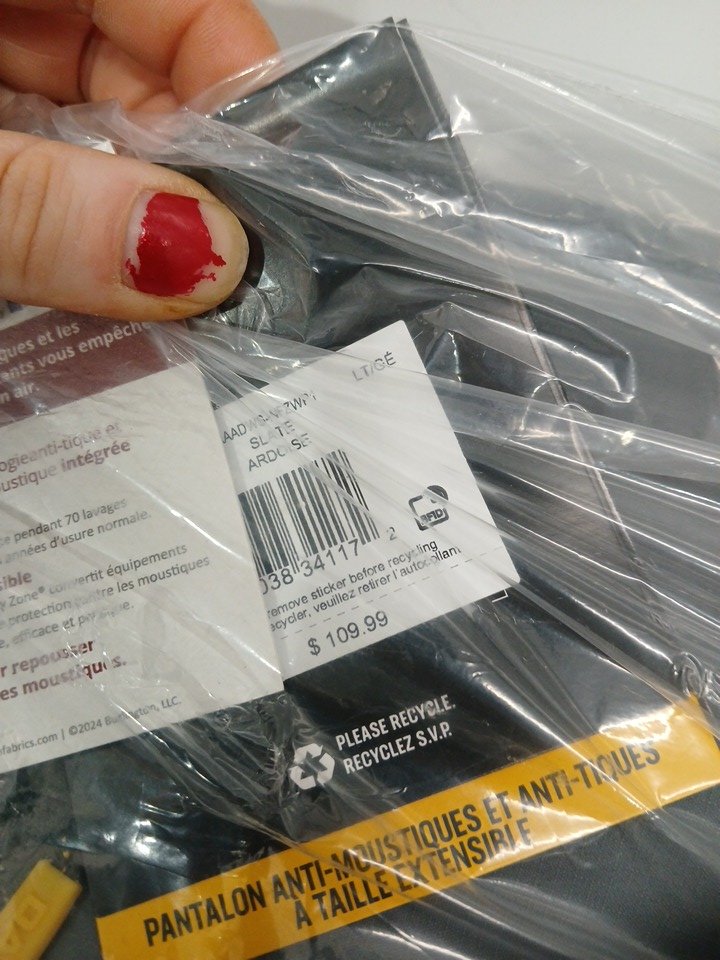 ques et les
ants vous empêche
n air.
ogieanti-tique et
ustique intégrée
e pendant 70 lavages
années d'usure normale.
sible
Zone® convertit équipements
protection contre les moustiques
e, efficace et pratique.
r repousser
es moustiques.
fabrics.com | ©2024 Burlington, LLC.
LT/GÉ
SLATE
ARDOISE
038 34117 2
RFID
remove sticker before recycling
ecycler, veuillez retirer l'autocollant
$ 109.99
PLEASE RECYCLE.
RECYCLEZ S.V.P.
PANTALON ANTI-MOUSTIQUES ET ANTI-TIQUES
À TAILLE EXTENSIBLE